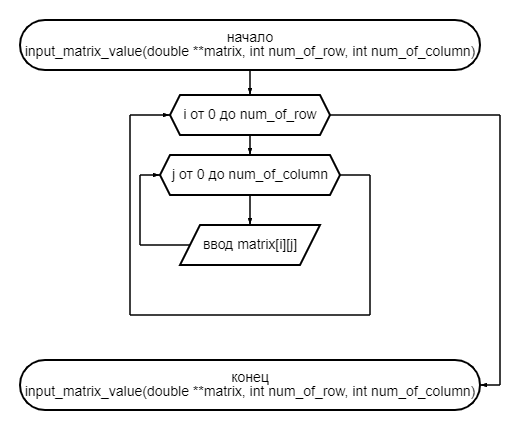 начало
input_matrix_value(double **matrix, int num_of_row, int num_of_column)
i от 0 до num_of_row
j от 0 до num_of_column
ввод matrix[i][j]
конец
input_matrix_value(double **matrix, int num_of_row, int num_of_column)